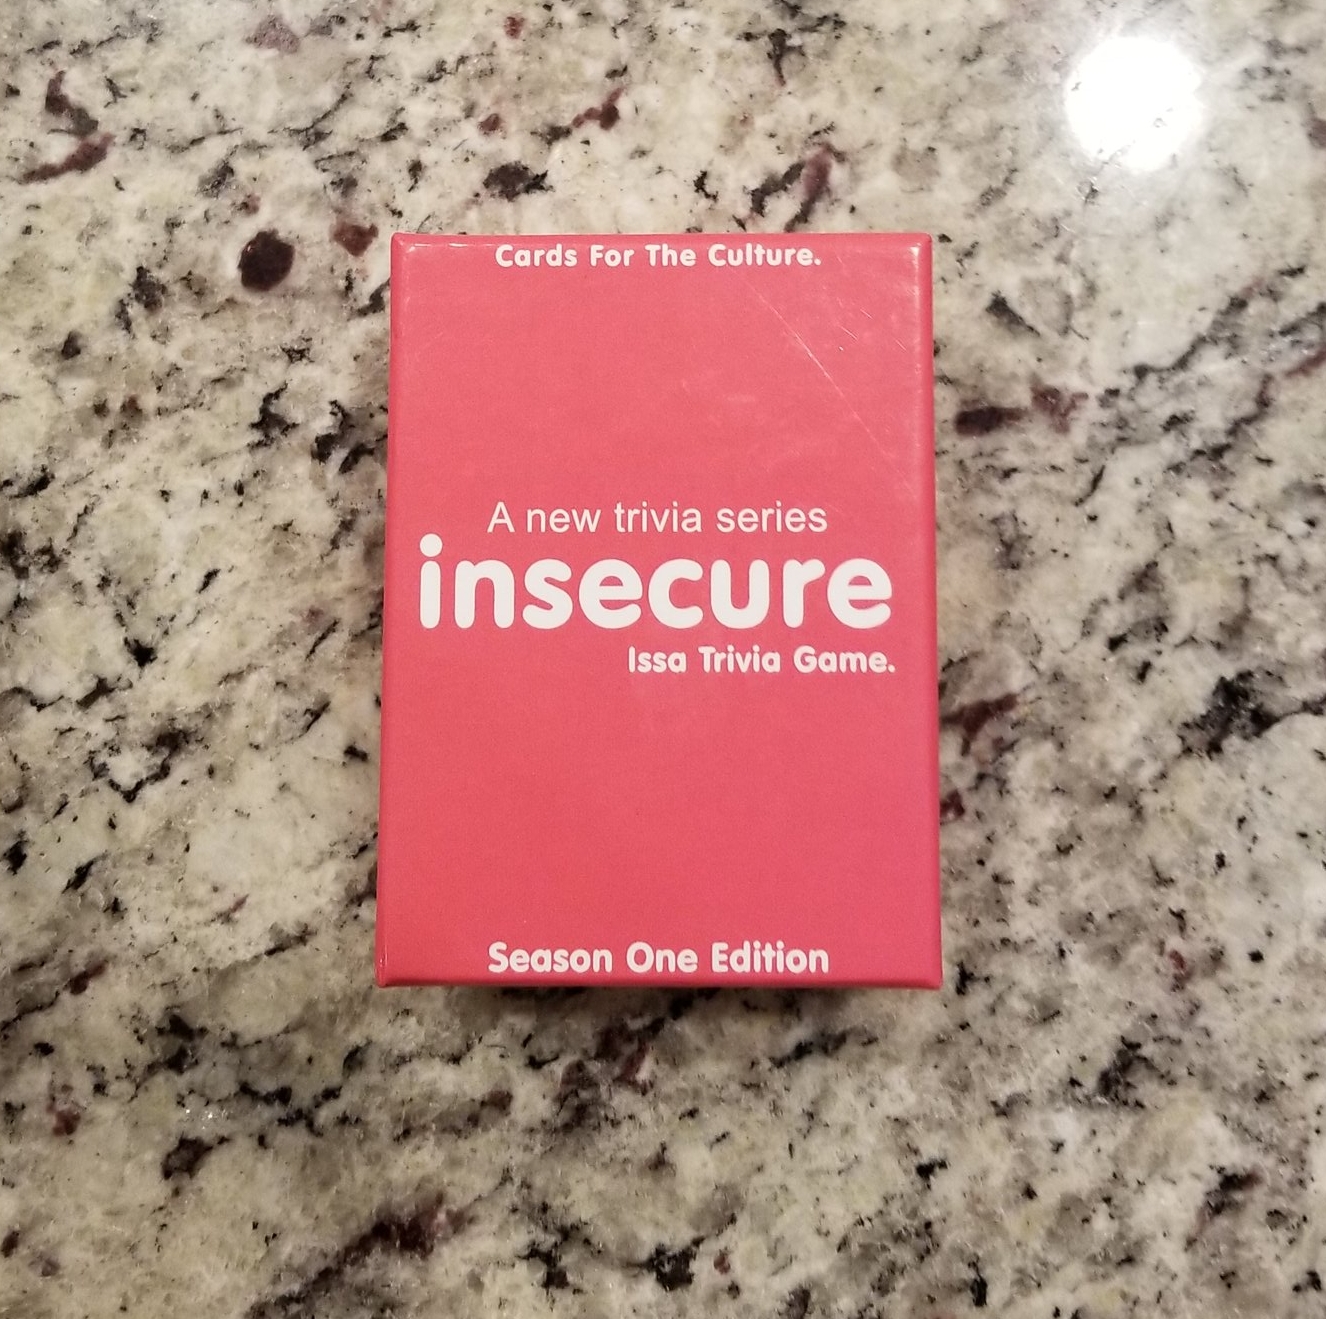 Cards For The Culture.
A new trivia series
insecure
Issa Trivia Game.
Season One Edition